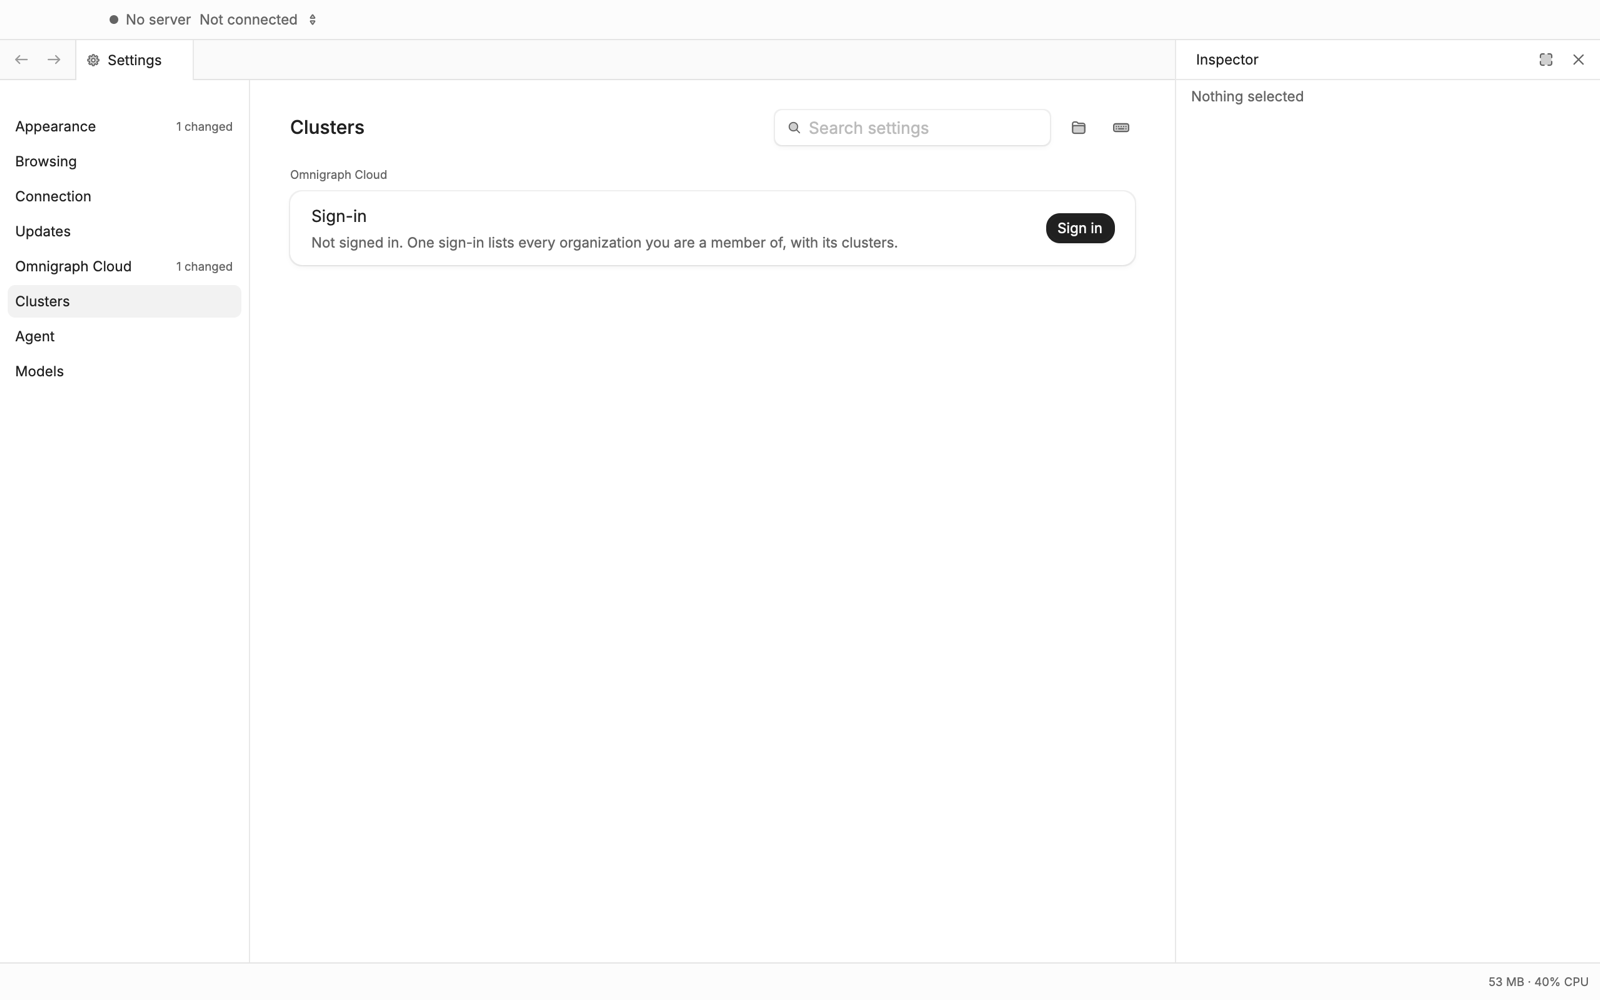 No server Not connected
Settings
Inspector
Nothing selected
Appearance 1 changed
Browsing
Connection
Updates
Omnigraph Cloud 1 changed
Clusters
Agent
Models
Clusters
Search settings
Omnigraph Cloud
Sign-in
Not signed in. One sign-in lists every organization you are a member of, with its clusters.
Sign in
53 MB · 40% CPU